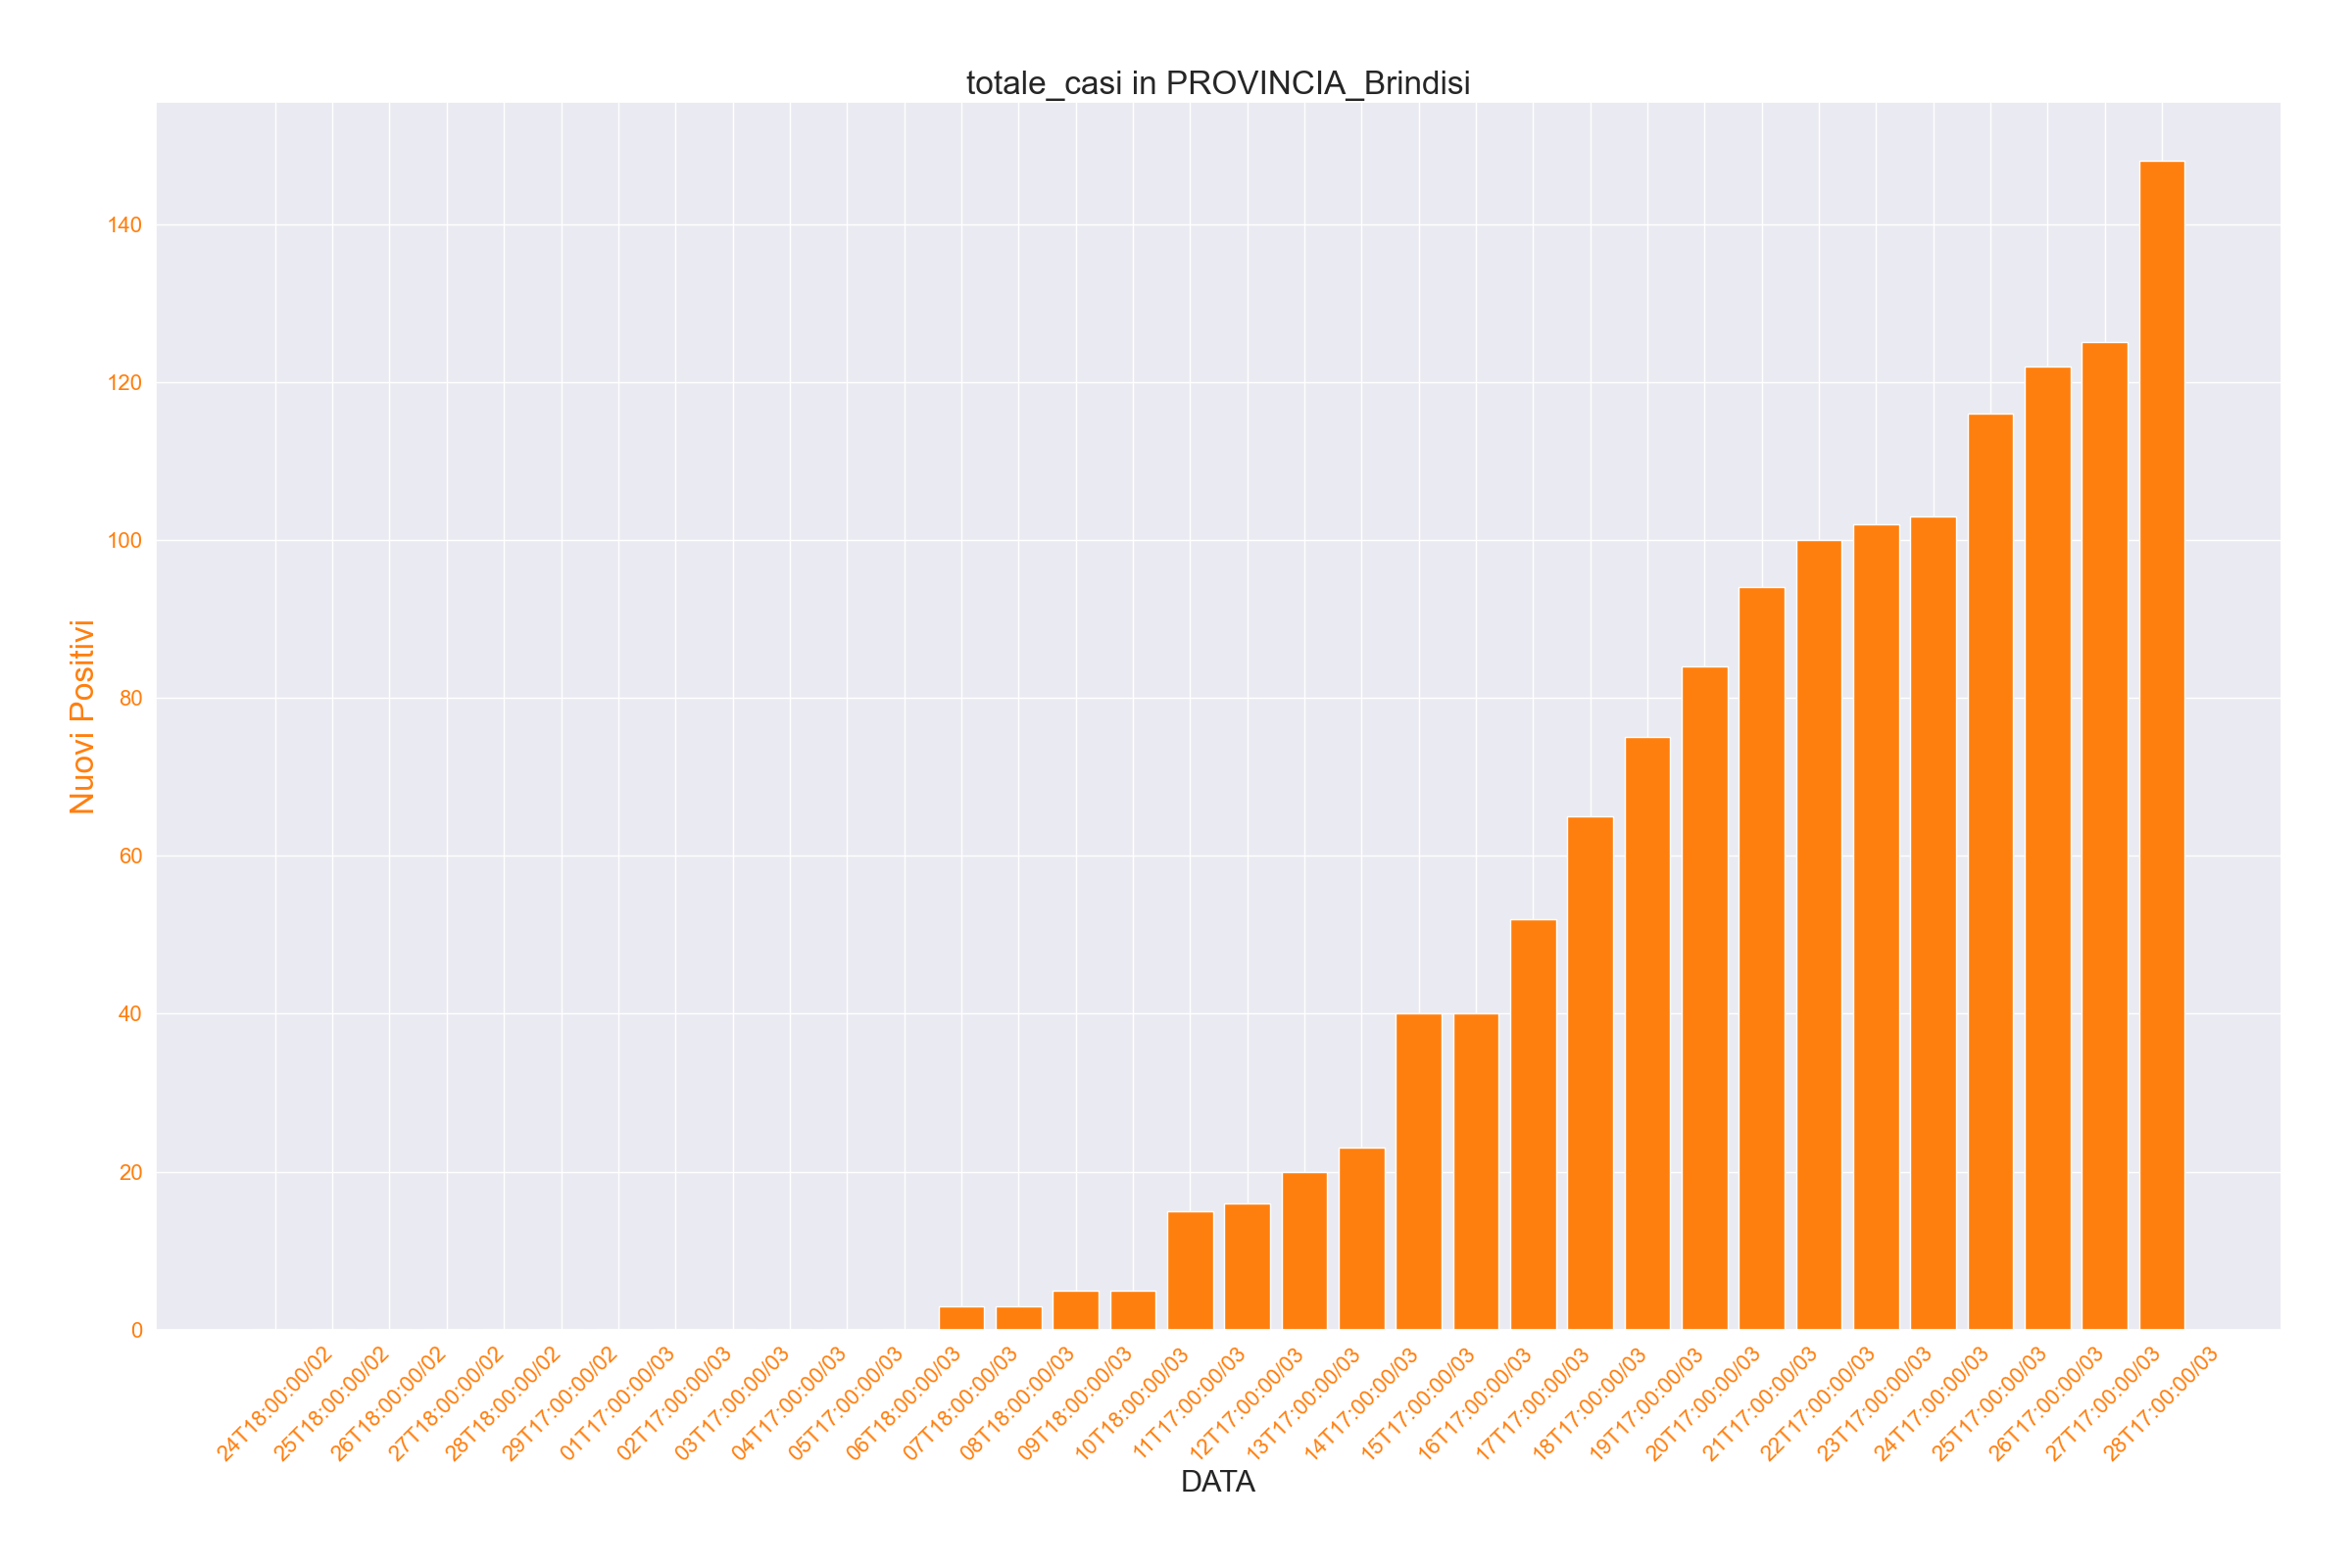 totale_casi in PROVINCIA_Brindisi
Nuovi Positivi
140
120
100
80
60
40
20
0
24T18:00:00/02
25T18:00:00/02
26T18:00:00/02
27T18:00:00/02
28T18:00:00/02
29T17:00:00/02
01T17:00:00/03
02T17:00:00/03
03T17:00:00/03
04T17:00:00/03
05T17:00:00/03
06T18:00:00/03
07T18:00:00/03
08T18:00:00/03
09T18:00:00/03
10T18:00:00/03
11T17:00:00/03
12T17:00:00/03
13T17:00:00/03
14T17:00:00/03
15T17:00:00/03
16T17:00:00/03
17T17:00:00/03
18T17:00:00/03
19T17:00:00/03
20T17:00:00/03
21T17:00:00/03
22T17:00:00/03
23T17:00:00/03
24T17:00:00/03
25T17:00:00/03
26T17:00:00/03
27T17:00:00/03
28T17:00:00/03
DATA